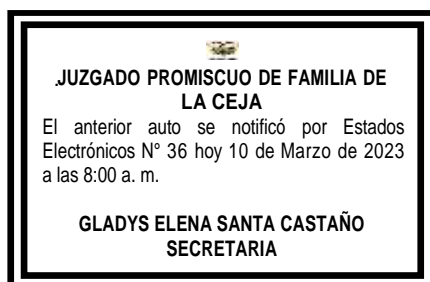 .JUZGADO PROMISCUO DE FAMILIA DE
LA CEJA
El anterior auto se notificó por Estados
Electrónicos N° 36 hoy 10 de Marzo de 2023
a las 8:00 a. m.
GLADYS ELENA SANTA CASTAÑO
SECRETARIA